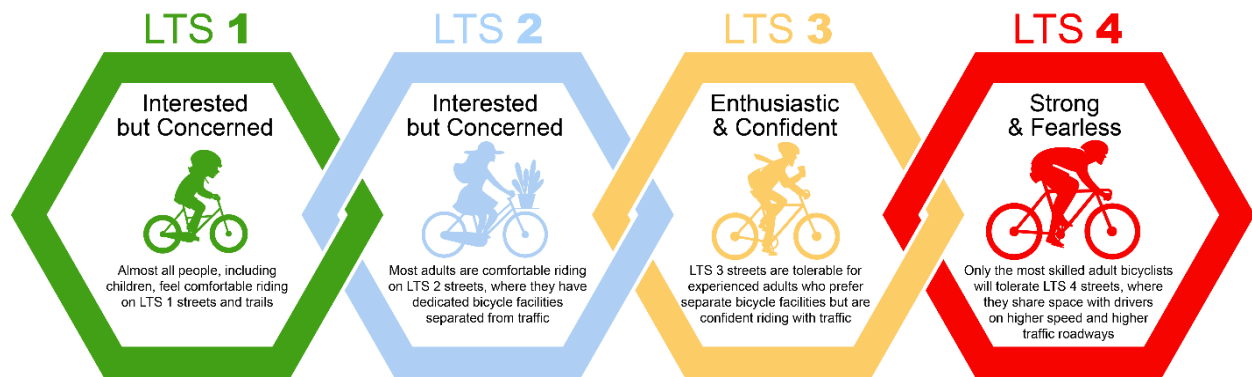 LTS 1
Interested
but Concerned
Almost all people, including
children, feel comfortable riding
on LTS 1 streets and trails
LTS 2
Interested
but Concerned
Most adults are comfortable riding
on LTS 2 streets, where they have
dedicated bicycle facilities
separated from traffic
LTS 3
Enthusiastic
& Confident
LTS 3 streets are tolerable for
experienced adults who prefer
separate bicycle facilities but are
confident riding with traffic
LTS 4
Strong
& Fearless
Only the most skilled adult bicyclists
will tolerate LTS 4 streets, where
they share space with drivers
on higher speed and higher
traffic roadways